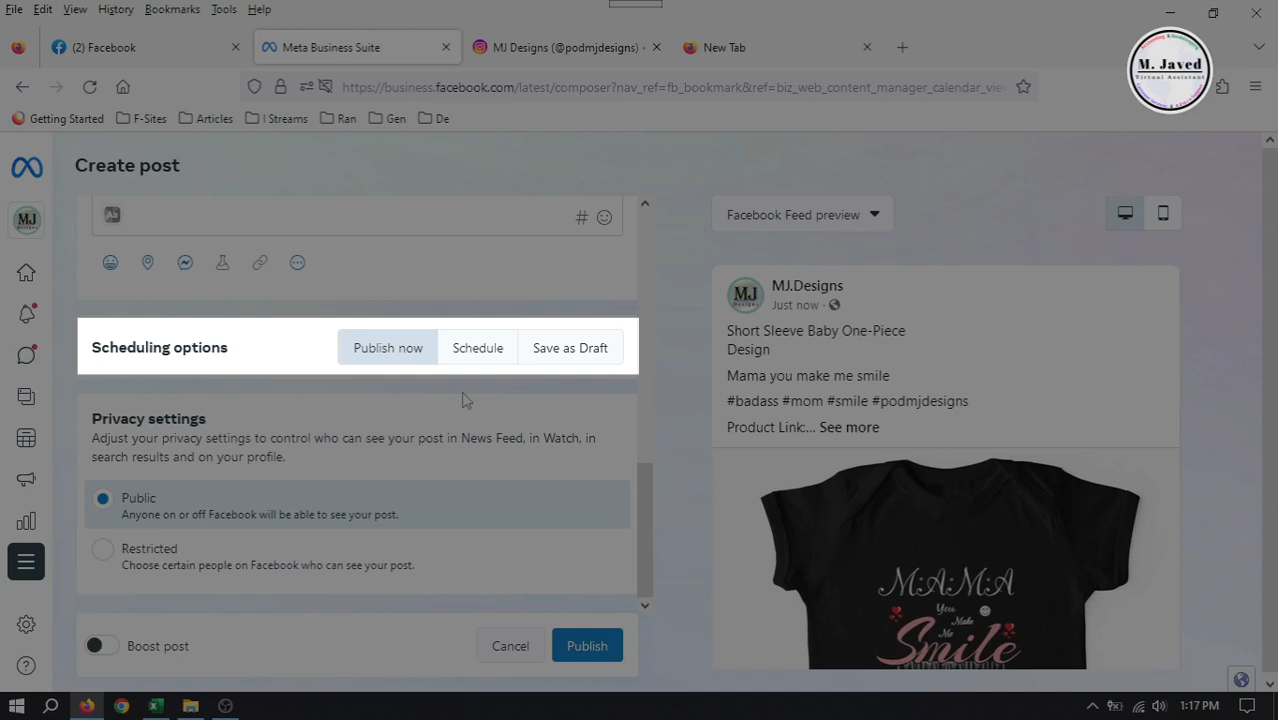 File Edit View History Bookmarks Tools Help
(2) Facebook
Meta Business Suite
MJ Designs (@podmjdesigns) •
New Tab
M. Javed
Virtual Assistant
https://business.facebook.com/latest/composer?nav_ref=fb_bookmark&ref=biz_web_content_manager_calendar_vie
Getting Started F-Sites Articles I Streams Ran Gen De
Create post
MJ
Facebook Feed preview
MJ
MJ.Designs
Just now ·
Short Sleeve Baby One-Piece
Design
Mama you make me smile
#badass #mom #smile #podmjdesigns
Product Link:... See more
Scheduling options Publish now Schedule Save as Draft
Privacy settings
Adjust your privacy settings to control who can see your post in News Feed, in Watch, in
search results and on your profile.
Public
Anyone on or off Facebook will be able to see your post.
Restricted
Choose certain people on Facebook who can see your post.
MAMA
You
Make
Me
Smile
Boost post Cancel Publish
1:17 PM